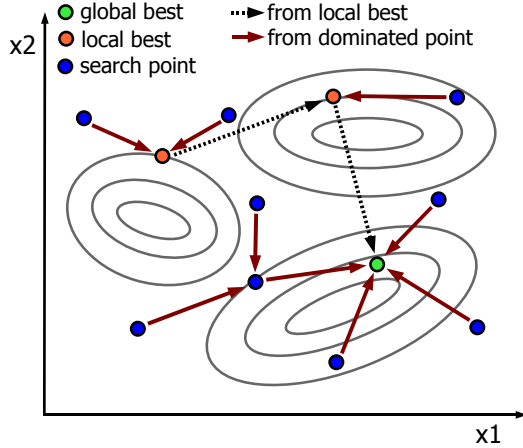 x2
global best
local best
search point
from local best
from dominated point
x1